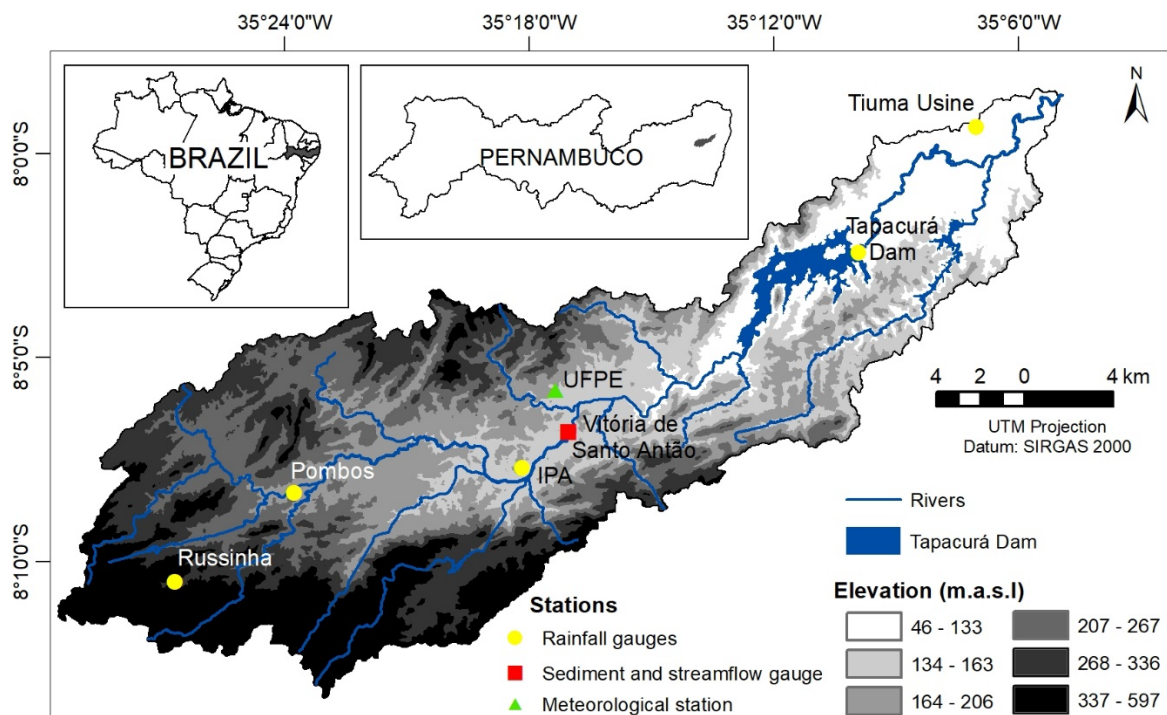 35°24'0"W
35°18'0"W
35°12'0"W
35°6'0"W
8°0'0"S
8°5'0"S
8°10'0"S
BRAZIL
PERNAMBUCO
N
Tiuma Usine
Tapacurá
Dam
UFPE
Vitória de
Santo Antão
IPA
Pombos
Russinha
4 2 0 4 km
UTM Projection
Datum: SIRGAS 2000
Rivers
Tapacurá Dam
Stations
Rainfall gauges
Sediment and streamflow gauge
Meteorological station
Elevation (m.a.s.l)
46 - 133
134 - 163
164 - 206
207 - 267
268 - 336
337 - 597